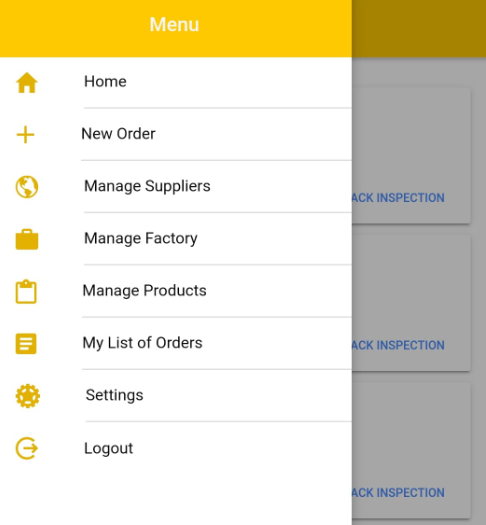 Menu
Home
New Order
Manage Suppliers
ACK INSPECTION
Manage Factory
Manage Products
My List of Orders
ACK INSPECTION
Settings
Logout
ACK INSPECTION